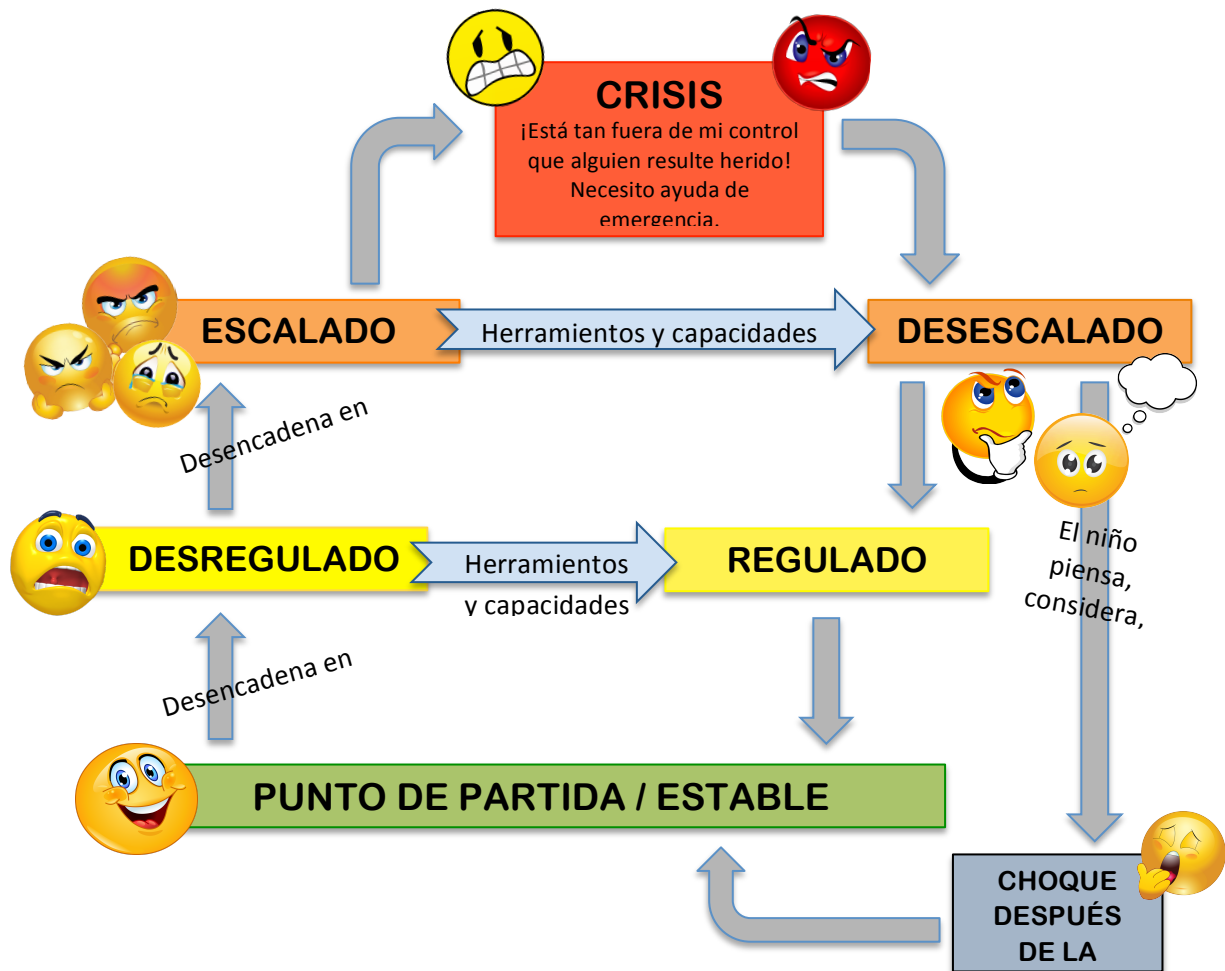 CRISIS
¡Está tan fuera de mi control
que alguien resulte herido!
Necesito ayuda de
emergencia.
ESCALADO
Herramientos y capacidades
DESESCALADO
Desencadena en
El niño
piensa,
considera,
DESREGULADO
Herramientos
y capacidades
REGULADO
Desencadena en
PUNTO DE PARTIDA / ESTABLE
CHOQUE
DESPUÉS
DE LA